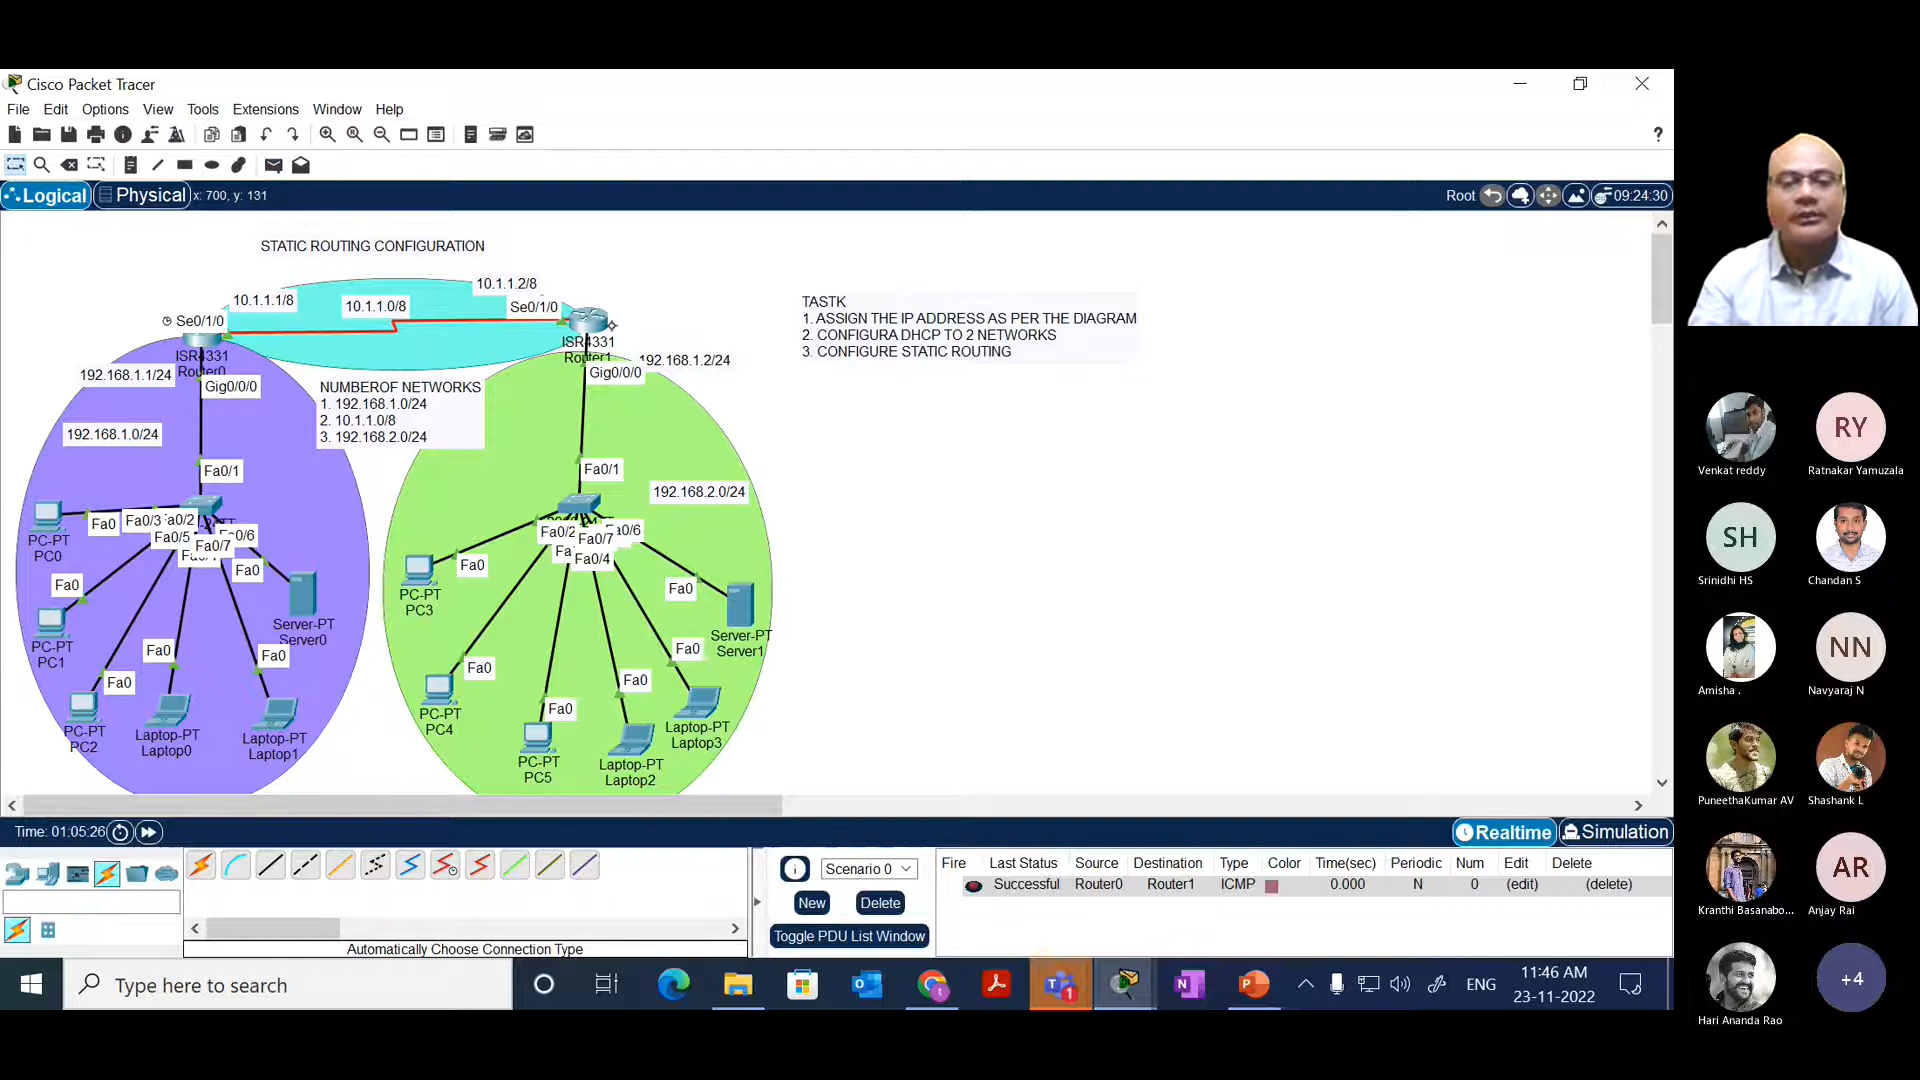 Cisco Packet Tracer
File Edit Options View Tools Extensions Window Help
?
Logical Physical x: 700, y: 131
Root 09:24:30
STATIC ROUTING CONFIGURATION
10.1.1.2/8
10.1.1.1/8
10.1.1.0/8
Se0/1/0
Se0/1/0
ISR4331
Router0
ISR4331
Router1
192.168.1.2/24
192.168.1.1/24
Gig0/0/0
Gig0/0/0
TASTK
1. ASSIGN THE IP ADDRESS AS PER THE DIAGRAM
2. CONFIGURA DHCP TO 2 NETWORKS
3. CONFIGURE STATIC ROUTING
NUMBEROF NETWORKS
1. 192.168.1.0/24
2. 10.1.1.0/8
3. 192.168.2.0/24
192.168.1.0/24
Fa0/1
Fa0/1
192.168.2.0/24
Fa0
Fa0/3
Fa0/5
Fa0/7
Fa0
PC-PT
PC0
Fa0
PC-PT
PC1
Fa0
PC-PT
PC2
Fa0
Laptop-PT
Laptop0
Fa0
Laptop-PT
Laptop1
Server-PT
Server0
Fa0/2
Fa0/7
Fa0/4
Fa0
PC-PT
PC3
Fa0
PC-PT
PC4
Fa0
PC-PT
PC5
Fa0
Laptop-PT
Laptop2
Fa0
Laptop-PT
Laptop3
Fa0
Server-PT
Server1
Time: 01:05:26
Realtime Simulation
Scenario 0
New Delete
Toggle PDU List Window
Fire Last Status Source Destination Type Color Time(sec) Periodic Num Edit Delete
Successful Router0 Router1 ICMP 0.000 N 0 (edit) (delete)
Automatically Choose Connection Type
Type here to search
ENG
11:46 AM
23-11-2022
Venkat reddy
RY
Ratnakar Yamuzala
SH
Srinidhi HS
Chandan S
Amisha .
NN
Navyaraj N
PuneethaKumar AV
Shashank L
Kranthi Basanabo...
AR
Anjay Rai
Hari Ananda Rao
+4